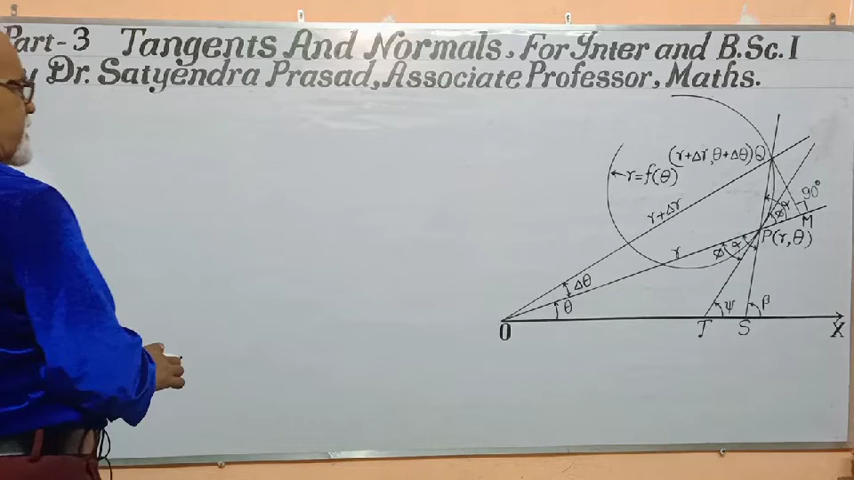 Part-3 Tangents And Normals, For Inter and B.Sc. I
y Dr. Satyendra Prasad, Associate Professor, Maths.
(r+Δr, θ+Δθ) Q
r=f(θ)
90°
r+Δr
ϕ α
M
P(r,θ)
r
ϕ α
Δθ
θ
ψ
β
O
T
S
X